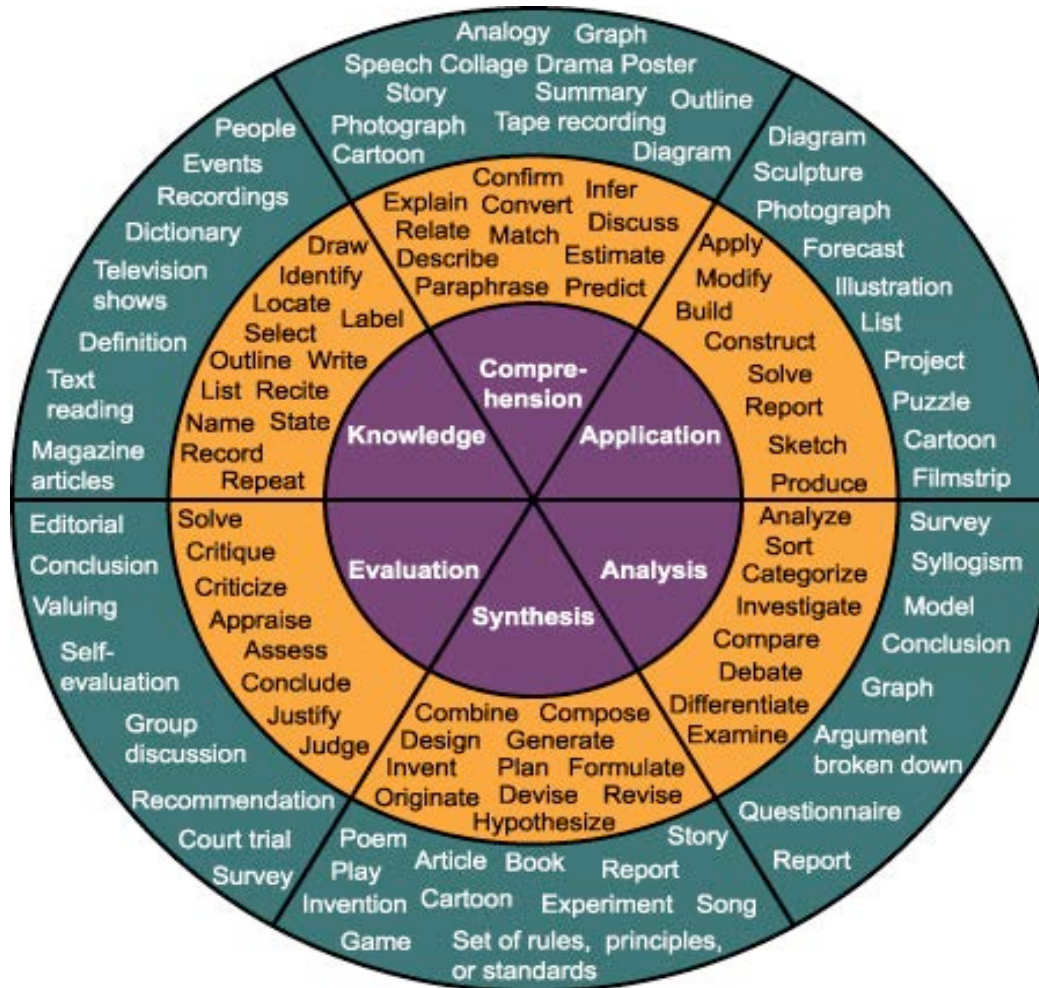 Analogy Graph
Speech Collage Drama Poster
Story Summary Outline
Photograph Tape recording
Cartoon Diagram
Confirm Infer
Explain Convert Discuss
Relate Match
Describe Estimate
Paraphrase Predict
Compre-
hension
Diagram
Sculpture
Photograph
Forecast
Illustration
List
Project
Puzzle
Cartoon
Filmstrip
Apply
Modify
Build
Construct
Solve
Report
Sketch
Produce
Application
Survey
Syllogism
Model
Conclusion
Graph
Argument
broken down
Questionnaire
Report
Analyze
Sort
Categorize
Investigate
Compare
Debate
Differentiate
Examine
Analysis
Synthesis
Combine Compose
Design Generate
Invent Plan Formulate
Originate Devise Revise
Hypothesize
Poem Story
Play Article Book Report
Invention Cartoon Experiment Song
Game Set of rules, principles,
or standards
Evaluation
Solve
Critique
Criticize
Appraise
Assess
Conclude
Justify
Judge
Editorial
Conclusion
Valuing
Self-
evaluation
Group
discussion
Recommendation
Court trial
Survey
Knowledge
Draw
Identify
Locate
Select Label
Outline Write
List Recite
Name State
Record
Repeat
People
Events
Recordings
Dictionary
Television
shows
Definition
Text
reading
Magazine
articles